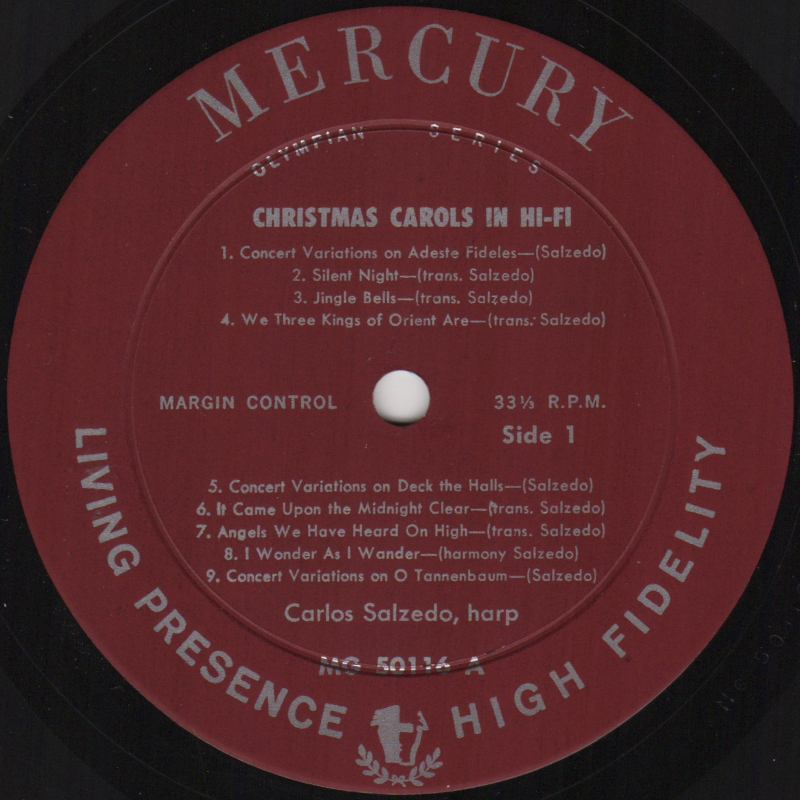 MERCURY
OLYMPIAN SERIES
CHRISTMAS CAROLS IN HI-FI
1. Concert Variations on Adeste Fideles—(Salzedo)
2. Silent Night—(trans. Salzedo)
3. Jingle Bells—(trans. Salzedo)
4. We Three Kings of Orient Are—(trans. Salzedo)
MARGIN CONTROL
33⅓ R.P.M.
Side 1
5. Concert Variations on Deck the Halls—(Salzedo)
6. It Came Upon the Midnight Clear—(trans. Salzedo)
7. Angels We Have Heard On High—(trans. Salzedo)
8. I Wonder As I Wander—(harmony Salzedo)
9. Concert Variations on O Tannenbaum—(Salzedo)
Carlos Salzedo, harp
MG 50116 A
LIVING PRESENCE HIGH FIDELITY